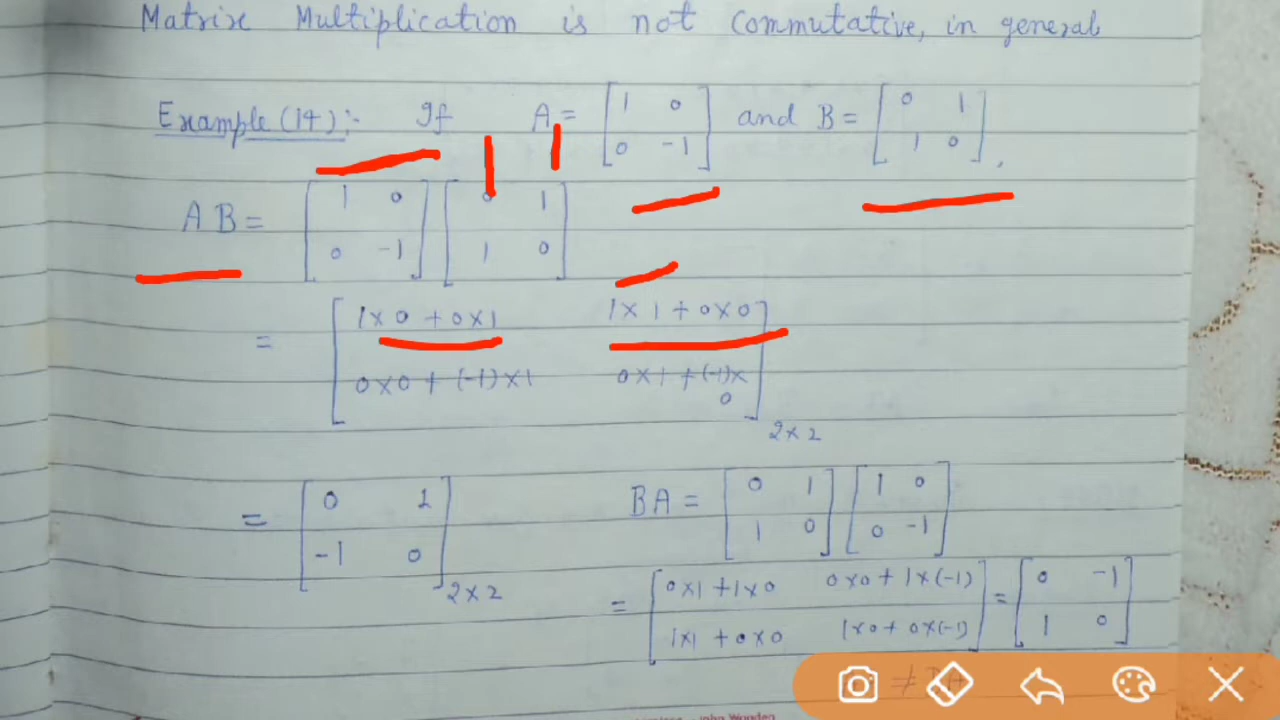 Matrix Multiplication is not commutative, in general
Example (14):- If A = [1 0 0 -1] and B = [0 1 1 0],
AB = [1 0 0 -1] [0 1 1 0]
= [1×0+0×1 1×1+0×0
0×0+(-1)×1 0×1+(-1)×0] 2×2
= [0 1 -1 0] 2×2
BA = [0 1 1 0] [1 0 0 -1]
= [0×1+1×0 0×0+1×(-1)
1×1+0×0 1×0+0×(-1)] = [0 -1 1 0]
≠
John Wooden